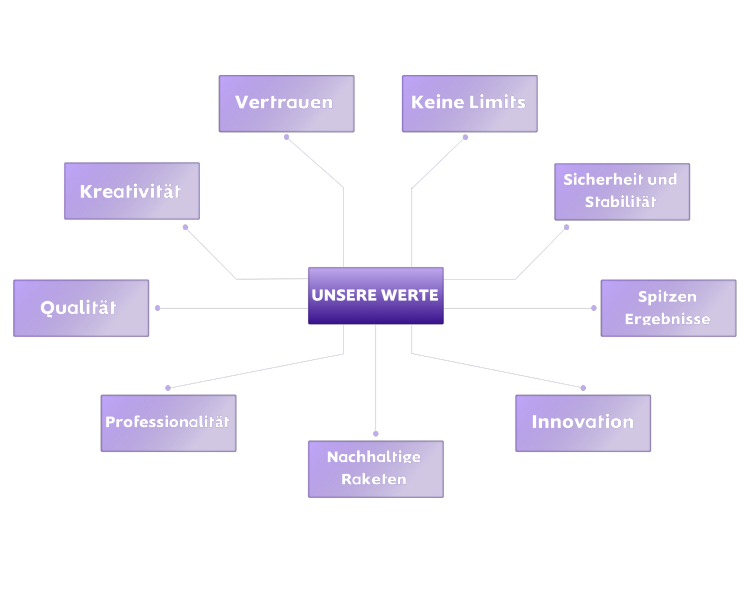 Vertrauen
Keine Limits
Kreativität
Sicherheit und
Stabilität
UNSERE WERTE
Qualität
Spitzen
Ergebnisse
Professionalität
Innovation
Nachhaltige
Raketen